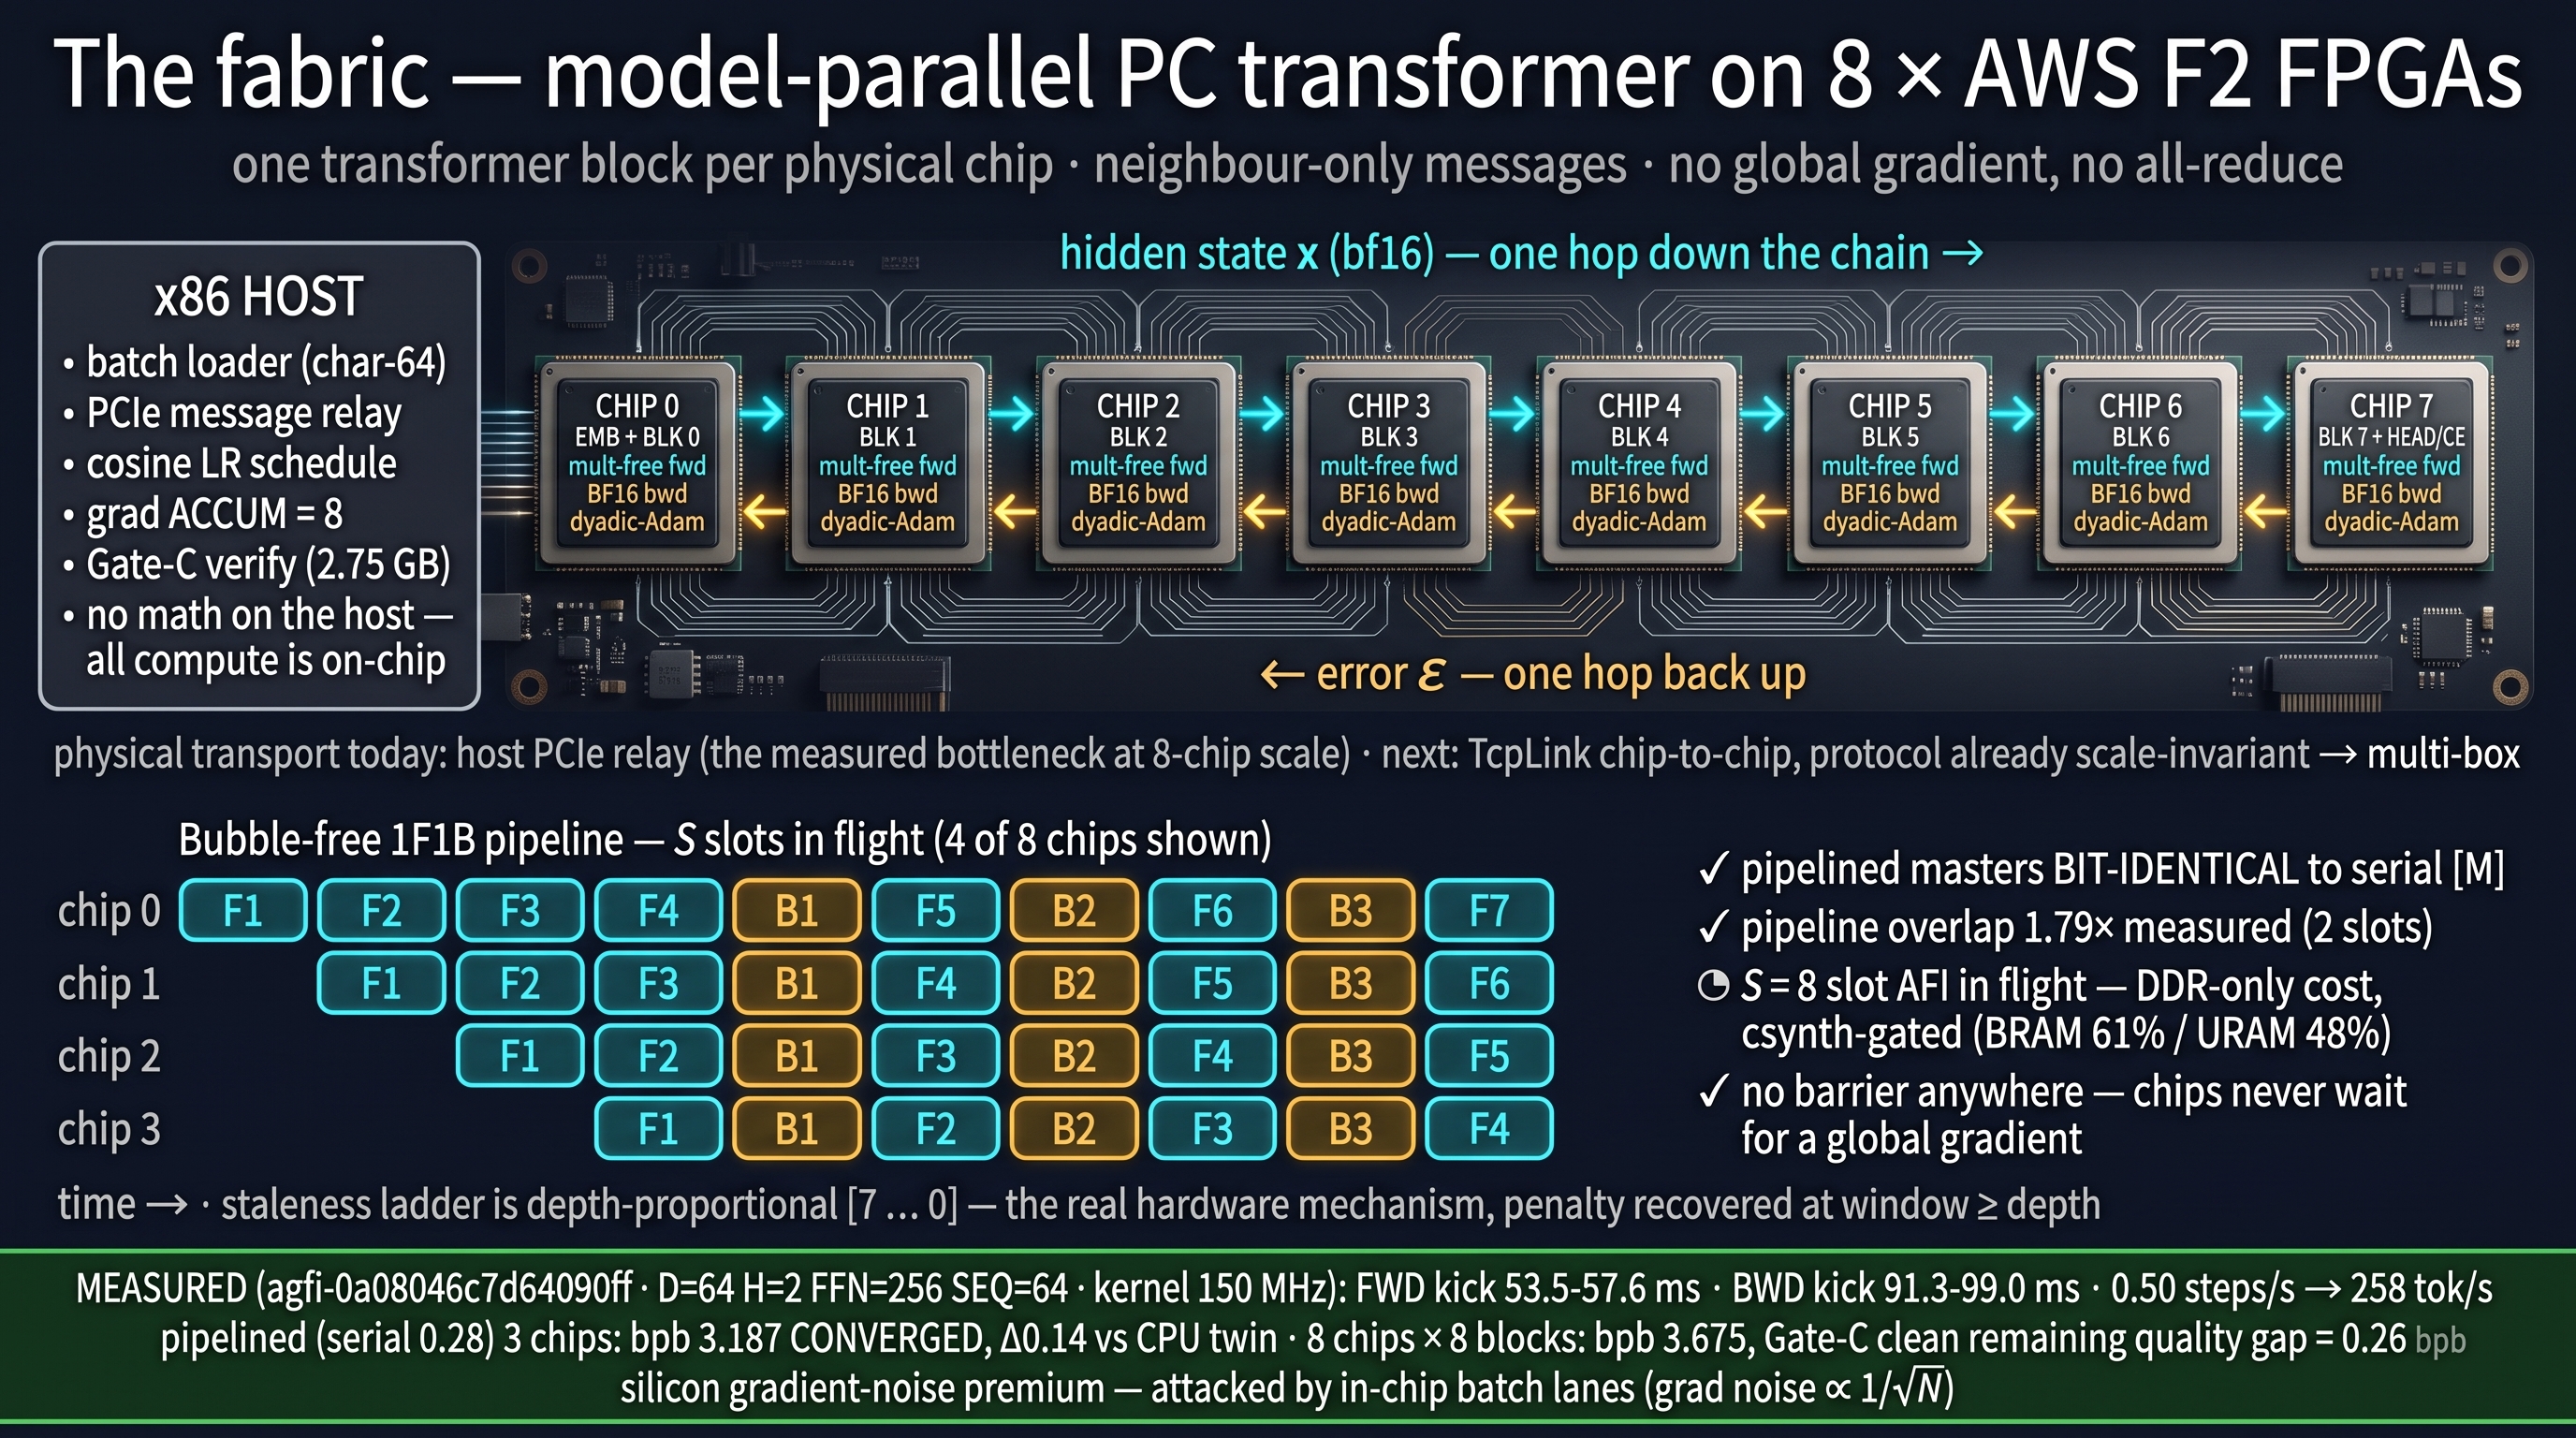 The fabric — model-parallel PC transformer on 8 × AWS F2 FPGAs
one transformer block per physical chip · neighbour-only messages · no global gradient, no all-reduce
x86 HOST
• batch loader (char-64)
• PCIe message relay
• cosine LR schedule
• grad ACCUM = 8
• Gate-C verify (2.75 GB)
• no math on the host —
all compute is on-chip
hidden state x (bf16) — one hop down the chain →
CHIP 0
EMB + BLK 0
mult-free fwd
BF16 bwd
dyadic-Adam
CHIP 1
BLK 1
mult-free fwd
BF16 bwd
dyadic-Adam
CHIP 2
BLK 2
mult-free fwd
BF16 bwd
dyadic-Adam
CHIP 3
BLK 3
mult-free fwd
BF16 bwd
dyadic-Adam
CHIP 4
BLK 4
mult-free fwd
BF16 bwd
dyadic-Adam
CHIP 5
BLK 5
mult-free fwd
BF16 bwd
dyadic-Adam
CHIP 6
BLK 6
mult-free fwd
BF16 bwd
dyadic-Adam
CHIP 7
BLK 7 + HEAD/CE
mult-free fwd
BF16 bwd
dyadic-Adam
← error ε — one hop back up
physical transport today: host PCIe relay (the measured bottleneck at 8-chip scale) · next: TcpLink chip-to-chip, protocol already scale-invariant → multi-box
Bubble-free 1F1B pipeline — S slots in flight (4 of 8 chips shown)
chip 0 F1 F2 F3 F4 B1 F5 B2 F6 B3 F7
chip 1 F1 F2 F3 B1 F4 B2 F5 B3 F6
chip 2 F1 F2 B1 F3 B2 F4 B3 F5
chip 3 F1 B1 F2 B2 F3 B3 F4
time → · staleness ladder is depth-proportional [7 … 0] — the real hardware mechanism, penalty recovered at window ≥ depth
✓ pipelined masters BIT-IDENTICAL to serial [M]
✓ pipeline overlap 1.79× measured (2 slots)
◔ S = 8 slot AFI in flight — DDR-only cost,
csynth-gated (BRAM 61% / URAM 48%)
✓ no barrier anywhere — chips never wait
for a global gradient
MEASURED (agfi-0a08046c7d64090ff · D=64 H=2 FFN=256 SEQ=64 · kernel 150 MHz): FWD kick 53.5-57.6 ms · BWD kick 91.3-99.0 ms · 0.50 steps/s → 258 tok/s
pipelined (serial 0.28) 3 chips: bpb 3.187 CONVERGED, Δ0.14 vs CPU twin · 8 chips × 8 blocks: bpb 3.675, Gate-C clean remaining quality gap = 0.26 bpb
silicon gradient-noise premium — attacked by in-chip batch lanes (grad noise ∝ 1/√N)